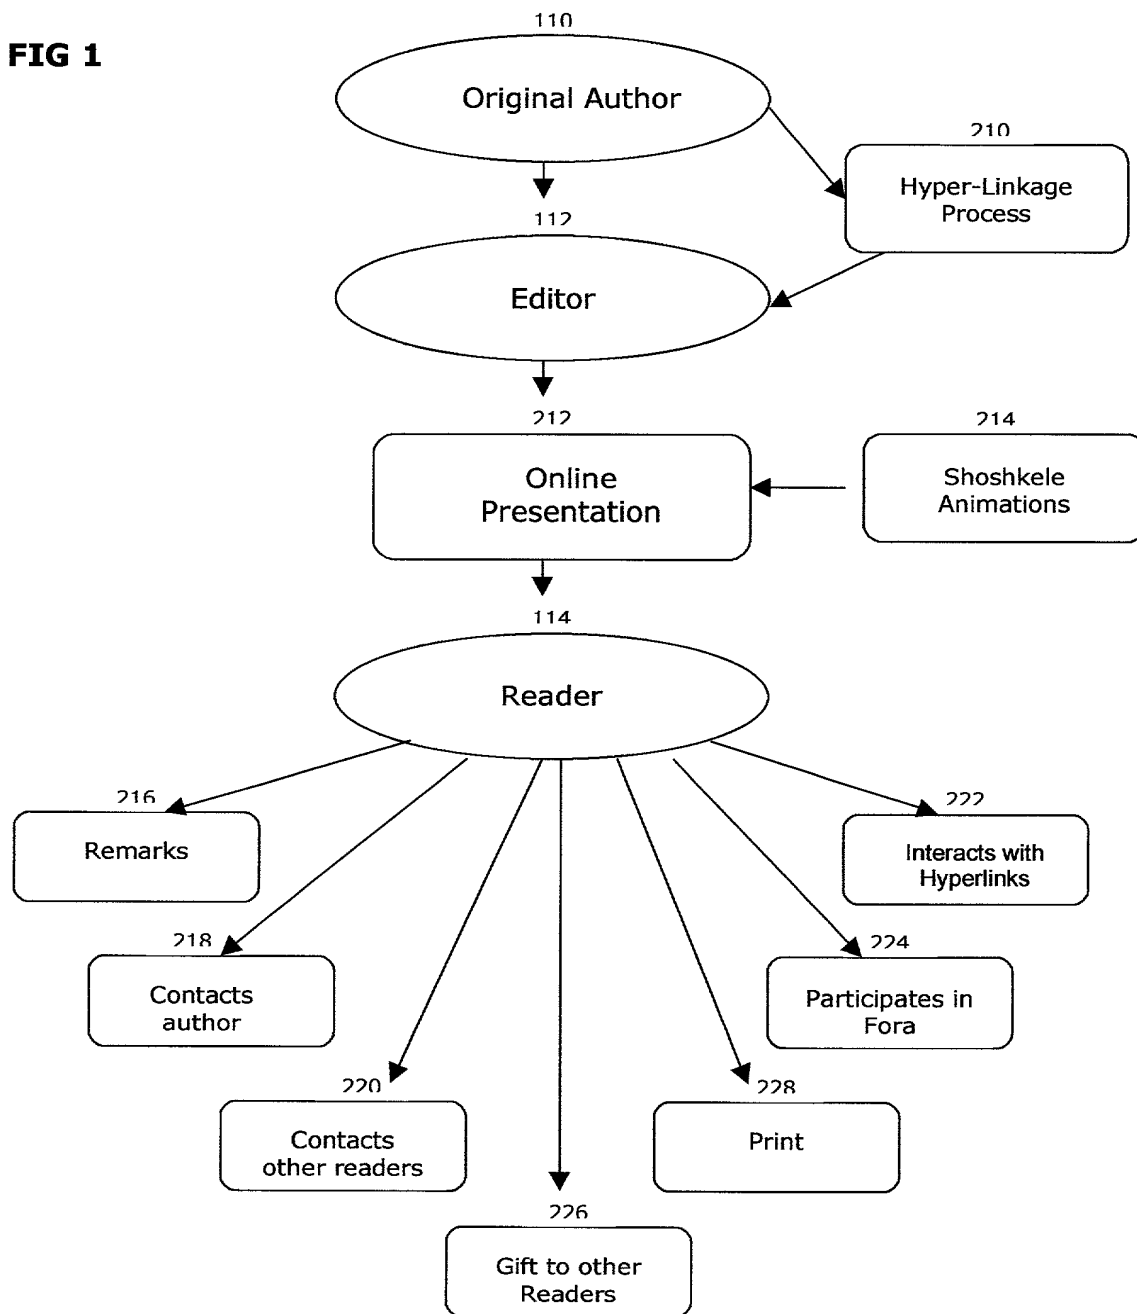 110
FIG 1
Original Author
210
Hyper-Linkage
Process
112
Editor
212
Online
Presentation
214
Shoshkele
Animations
114
Reader
216
Remarks
222
Interacts with
Hyperlinks
218
Contacts
author
224
Participates in
Fora
220
Contacts
other readers
228
Print
226
Gift to other
Readers